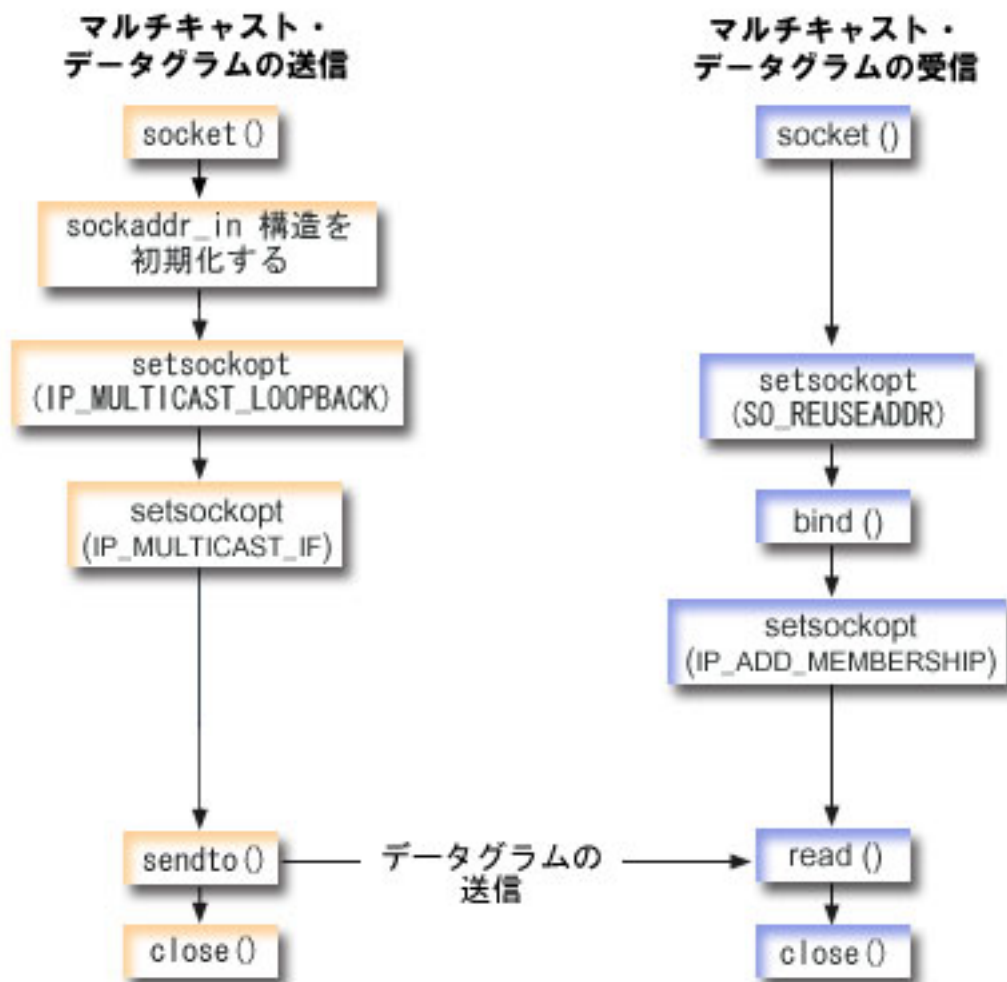 マルチキャスト・
データグラムの送信
socket()
sockaddr_in 構造を
初期化する
setsockopt
(IP_MULTICAST_LOOPBACK)
setsockopt
(IP_MULTICAST_IF)
sendto()
close()
データグラムの
送信
マルチキャスト・
データグラムの受信
socket ()
setsockopt
(SO_REUSEADDR)
bind ()
setsockopt
(IP_ADD_MEMBERSHIP)
read ()
close()